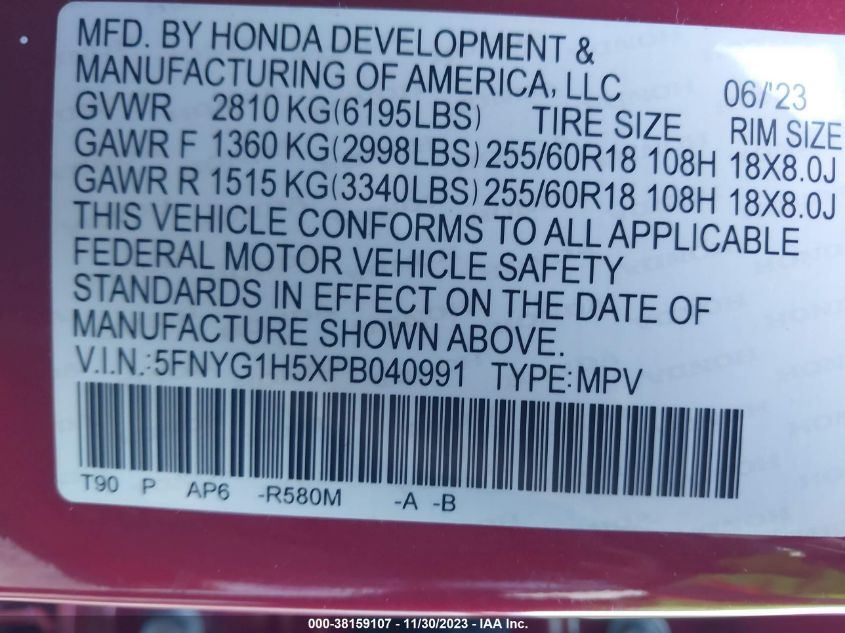 MFD. BY HONDA DEVELOPMENT &
MANUFACTURING OF AMERICA, LLC 06/'23
GVWR 2810 KG(6195LBS) TIRE SIZE RIM SIZE
GAWR F 1360 KG(2998LBS) 255/60R18 108H 18X8.0J
GAWR R 1515 KG(3340LBS) 255/60R18 108H 18X8.0J
THIS VEHICLE CONFORMS TO ALL APPLICABLE
FEDERAL MOTOR VEHICLE SAFETY
STANDARDS IN EFFECT ON THE DATE OF
MANUFACTURE SHOWN ABOVE.
V.I.N.:5FNYG1H5XPB040991 TYPE:MPV
T90 P AP6 -R580M -A -B
000-38159107 - 11/30/2023 - IAA Inc.